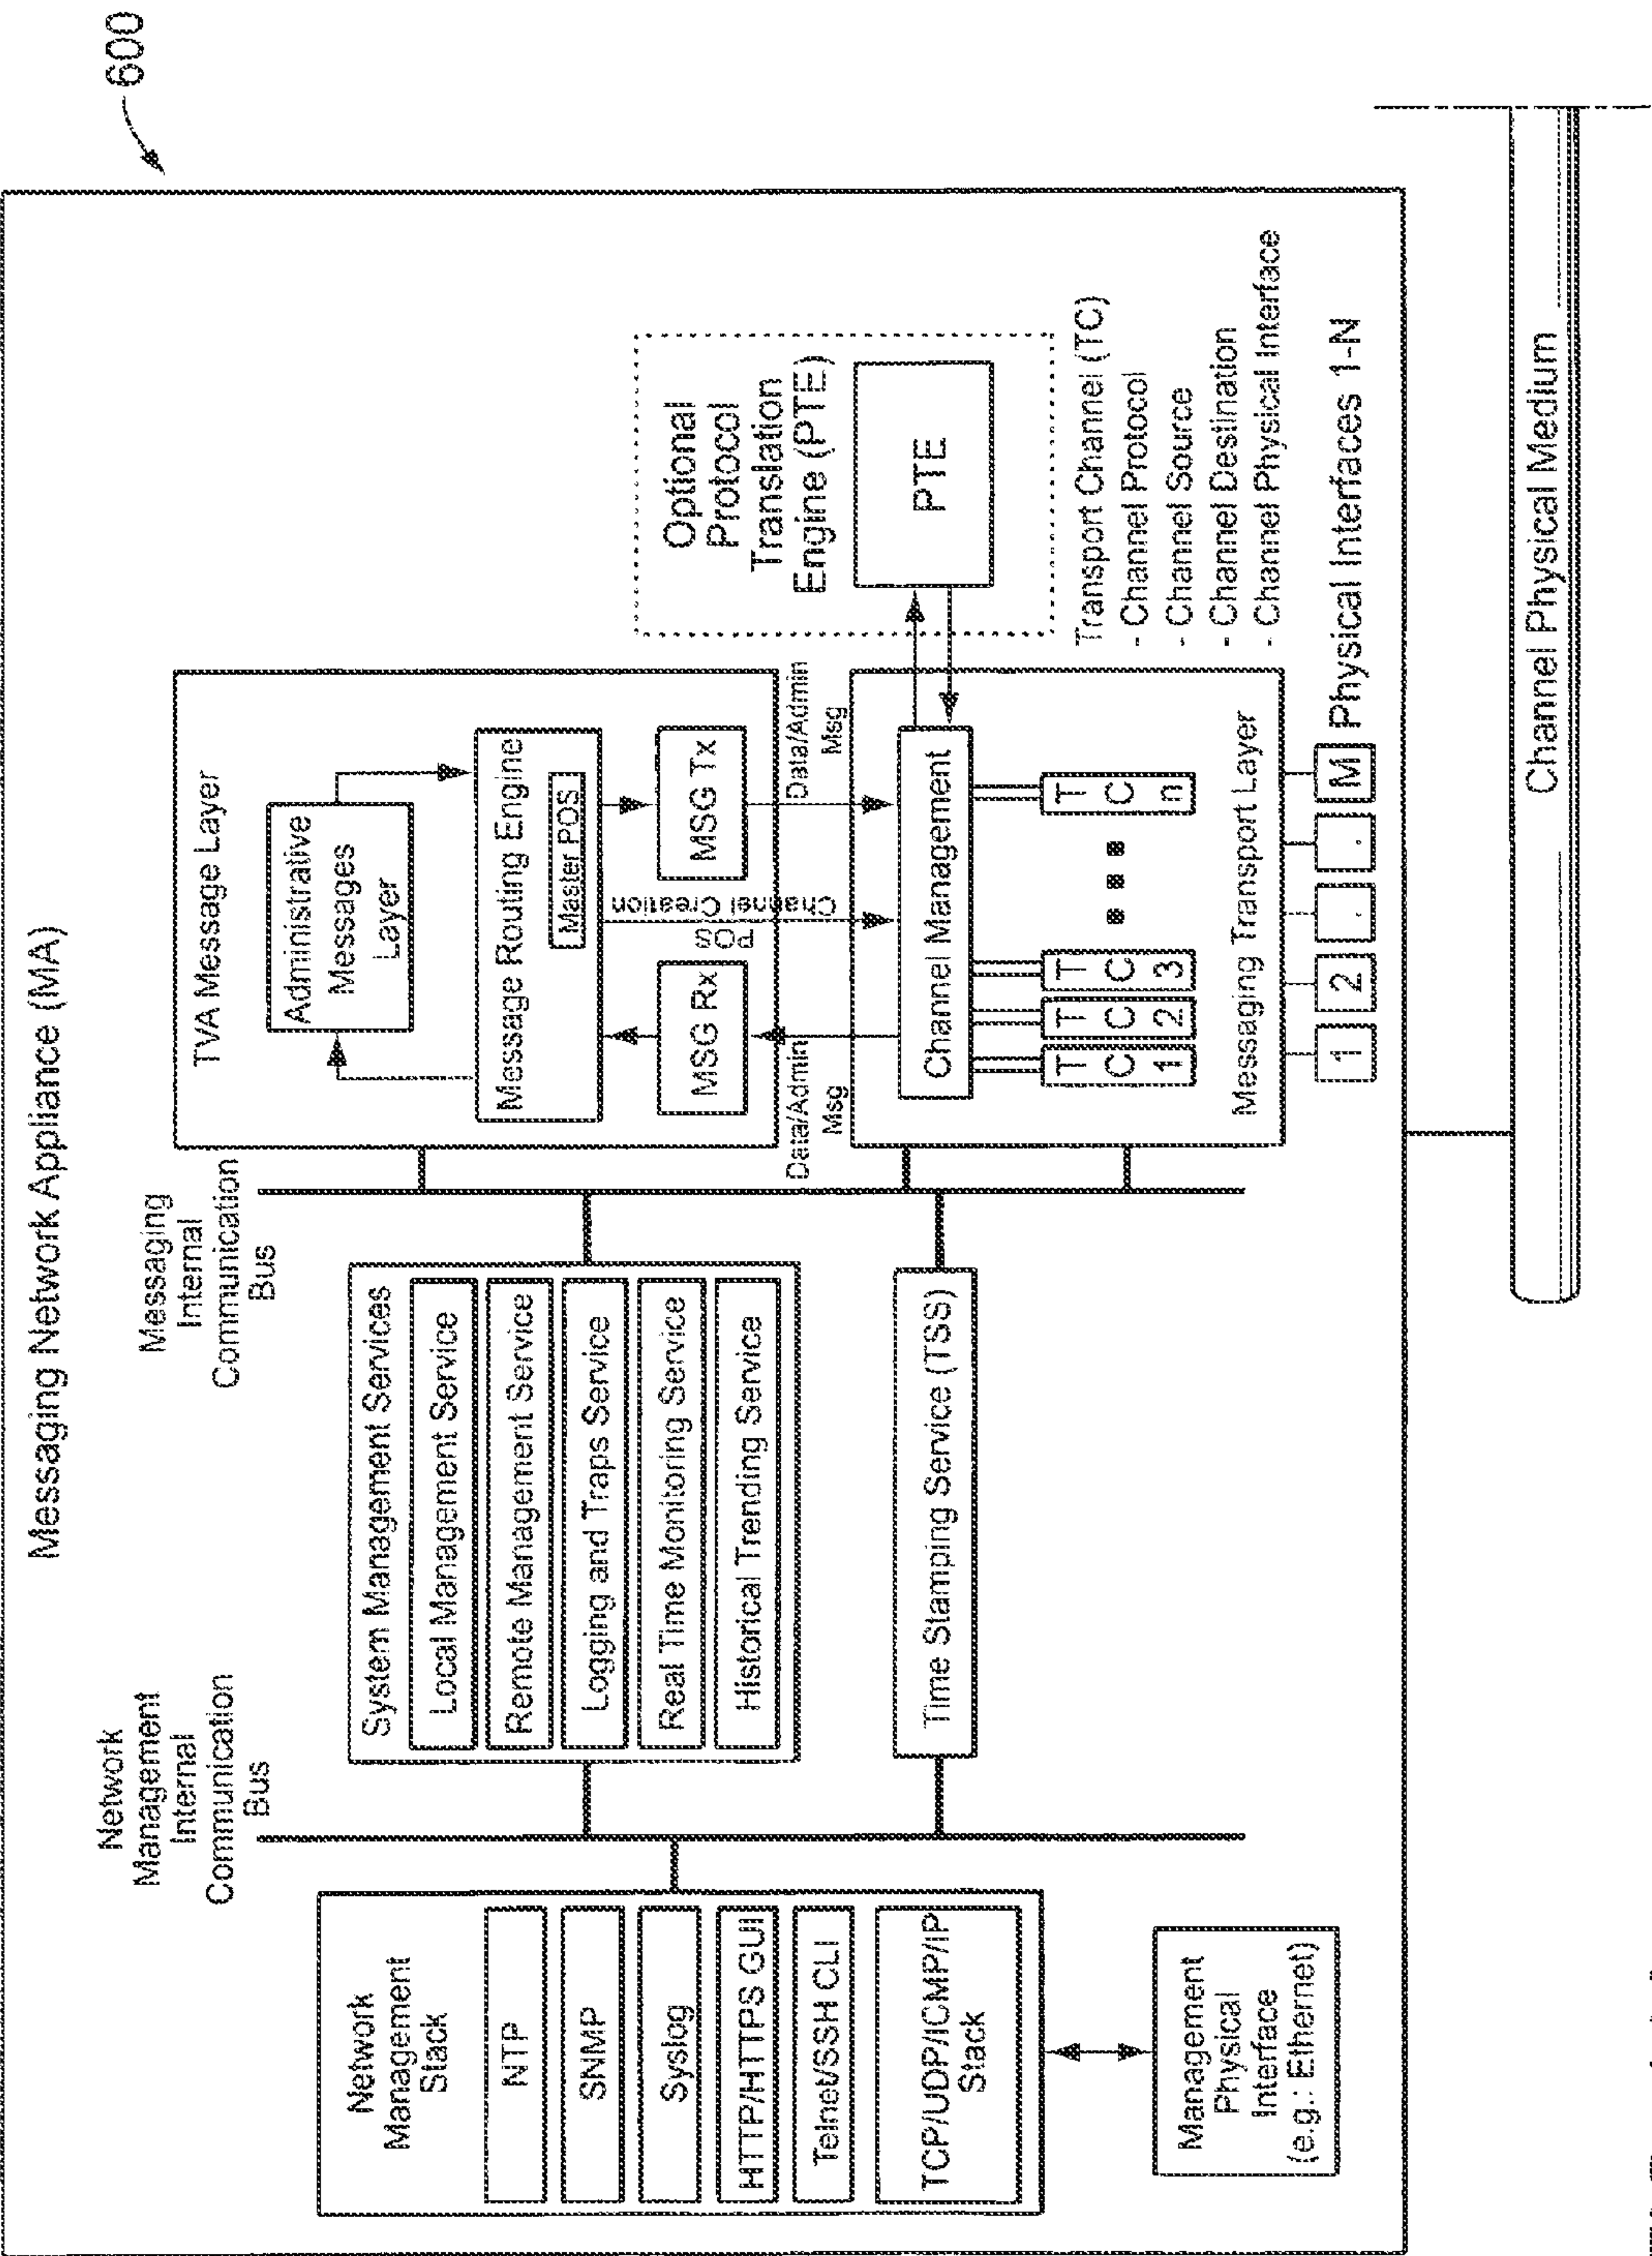 Messaging Network Appliance (MA)
600
Network
Management
Internal
Communication
Bus
Messaging
Internal
Communication
Bus
Network
Management
Stack
NTP
SNMP
Syslog
HTTP/HTTPS GUI
Telnet/SSH CLI
TCP/UDP/ICMP/IP
Stack
Management
Physical
Interface
(e.g.: Ethernet)
System Management Services
Local Management Service
Remote Management Service
Logging and Traps Service
Real Time Monitoring Service
Historical Trending Service
Time Stamping Service (TSS)
TVA Message Layer
Administrative
Messages
Layer
Message Routing Engine
Master POS
MSG Rx
MSG Tx
POS
Channel Creation
Data/Admin
Msg
Data/Admin
Msg
Channel Management
T
C
1
T
C
2
T
C
3
T
C
n
Messaging Transport Layer
Optional
Protocol
Translation
Engine (PTE)
PTE
Transport Channel (TC)
- Channel Protocol
- Channel Source
- Channel Destination
- Channel Physical Interface
1
2
.
.
M
Physical Interfaces 1-N
Channel Physical Medium